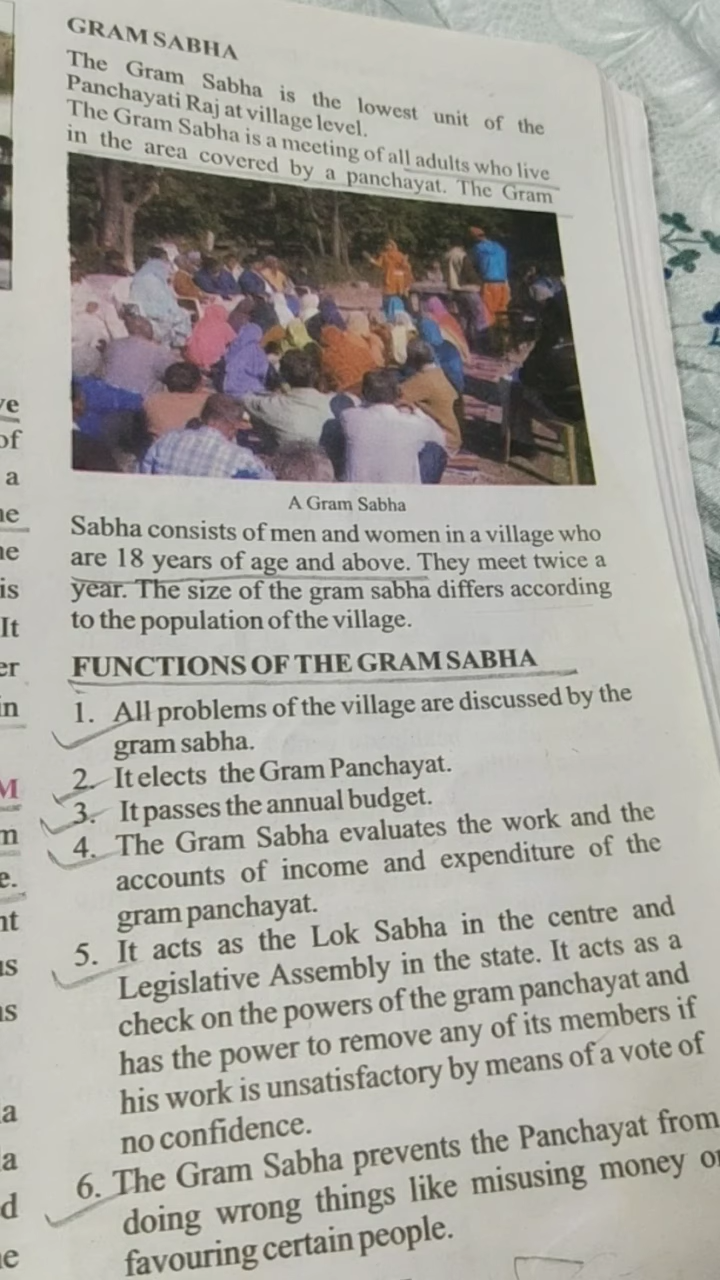 GRAM SABHA
The Gram Sabha is the lowest unit of the
Panchayati Raj at village level.
The Gram Sabha is a meeting of all adults who live
in the area covered by a panchayat. The Gram
A Gram Sabha
Sabha consists of men and women in a village who
are 18 years of age and above. They meet twice a
year. The size of the gram sabha differs according
to the population of the village.
FUNCTIONS OF THE GRAM SABHA
1. All problems of the village are discussed by the
gram sabha.
2. It elects the Gram Panchayat.
3. It passes the annual budget.
4. The Gram Sabha evaluates the work and the
accounts of income and expenditure of the
gram panchayat.
5. It acts as the Lok Sabha in the centre and
Legislative Assembly in the state. It acts as a
check on the powers of the gram panchayat and
has the power to remove any of its members if
his work is unsatisfactory by means of a vote of
no confidence.
6. The Gram Sabha prevents the Panchayat from
doing wrong things like misusing money or
favouring certain people.